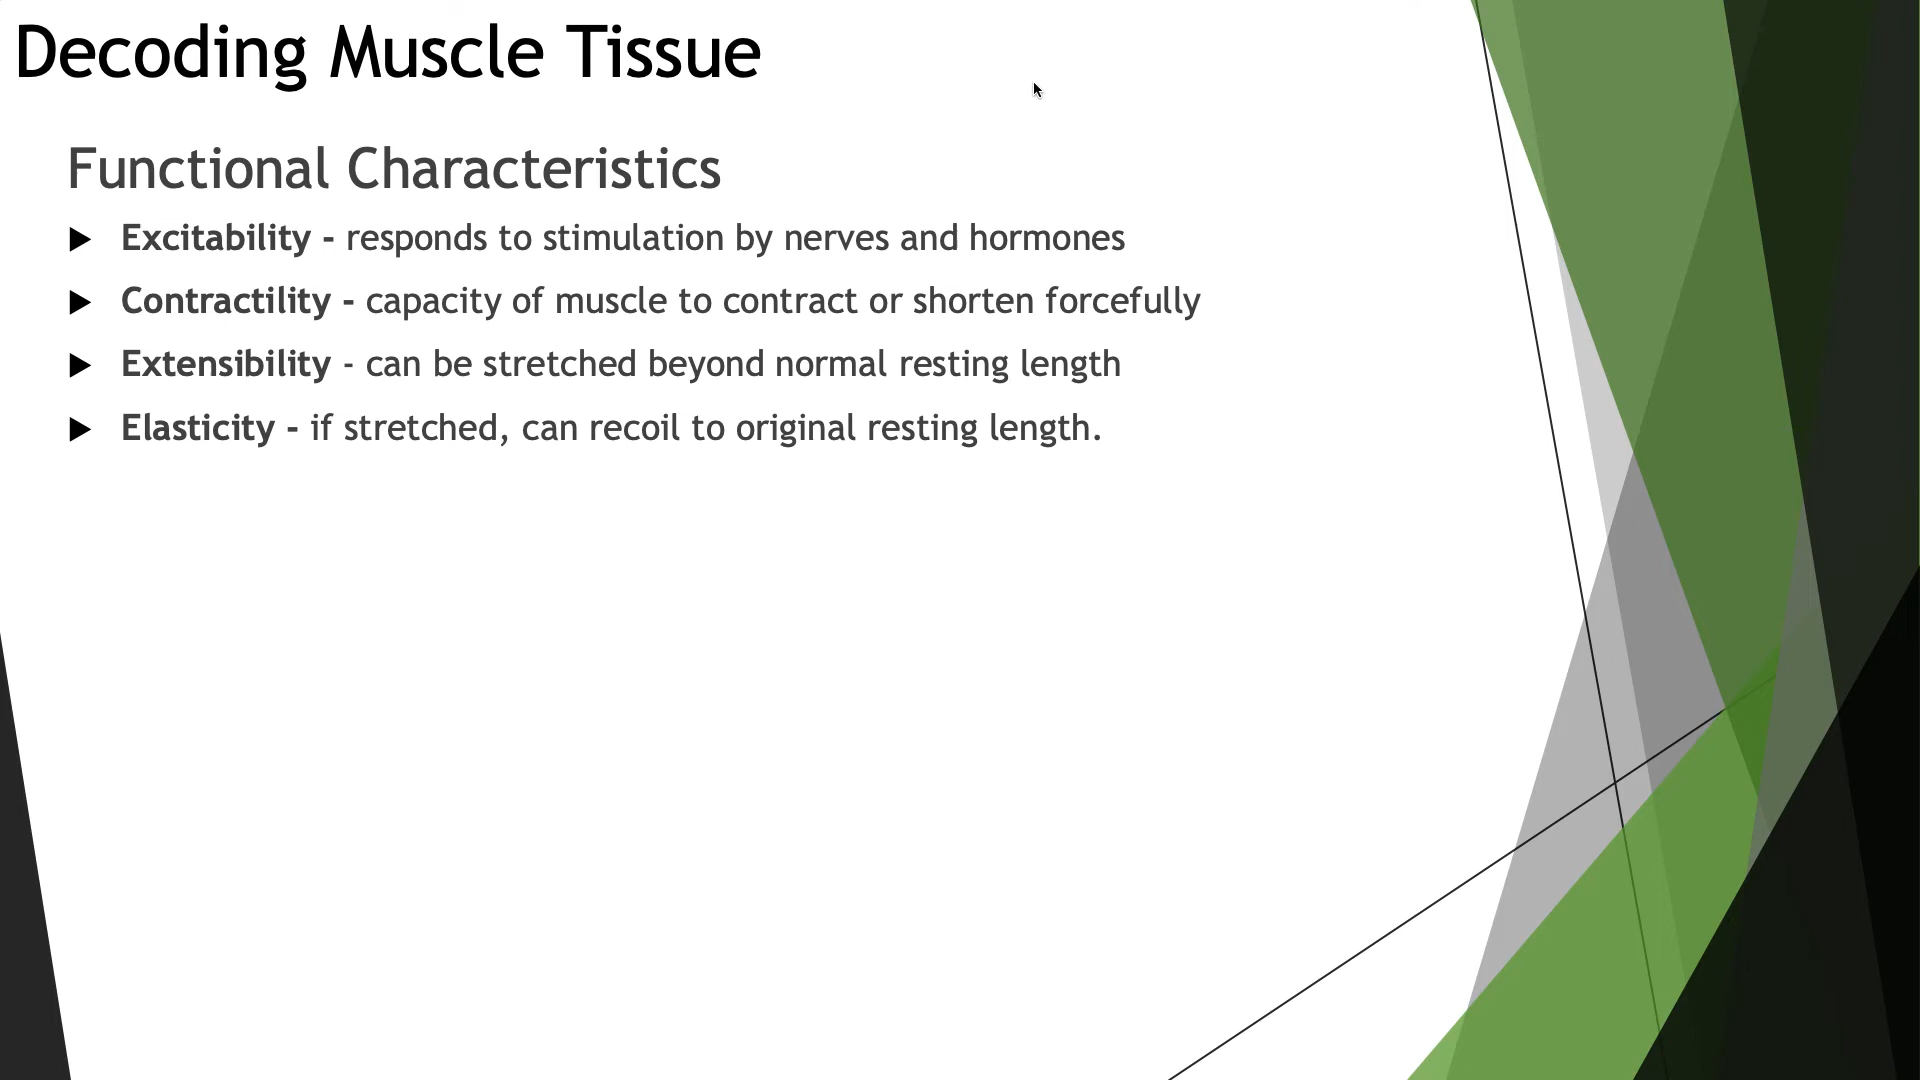 Decoding Muscle Tissue
Functional Characteristics
Excitability - responds to stimulation by nerves and hormones
Contractility - capacity of muscle to contract or shorten forcefully
Extensibility - can be stretched beyond normal resting length
Elasticity - if stretched, can recoil to original resting length.